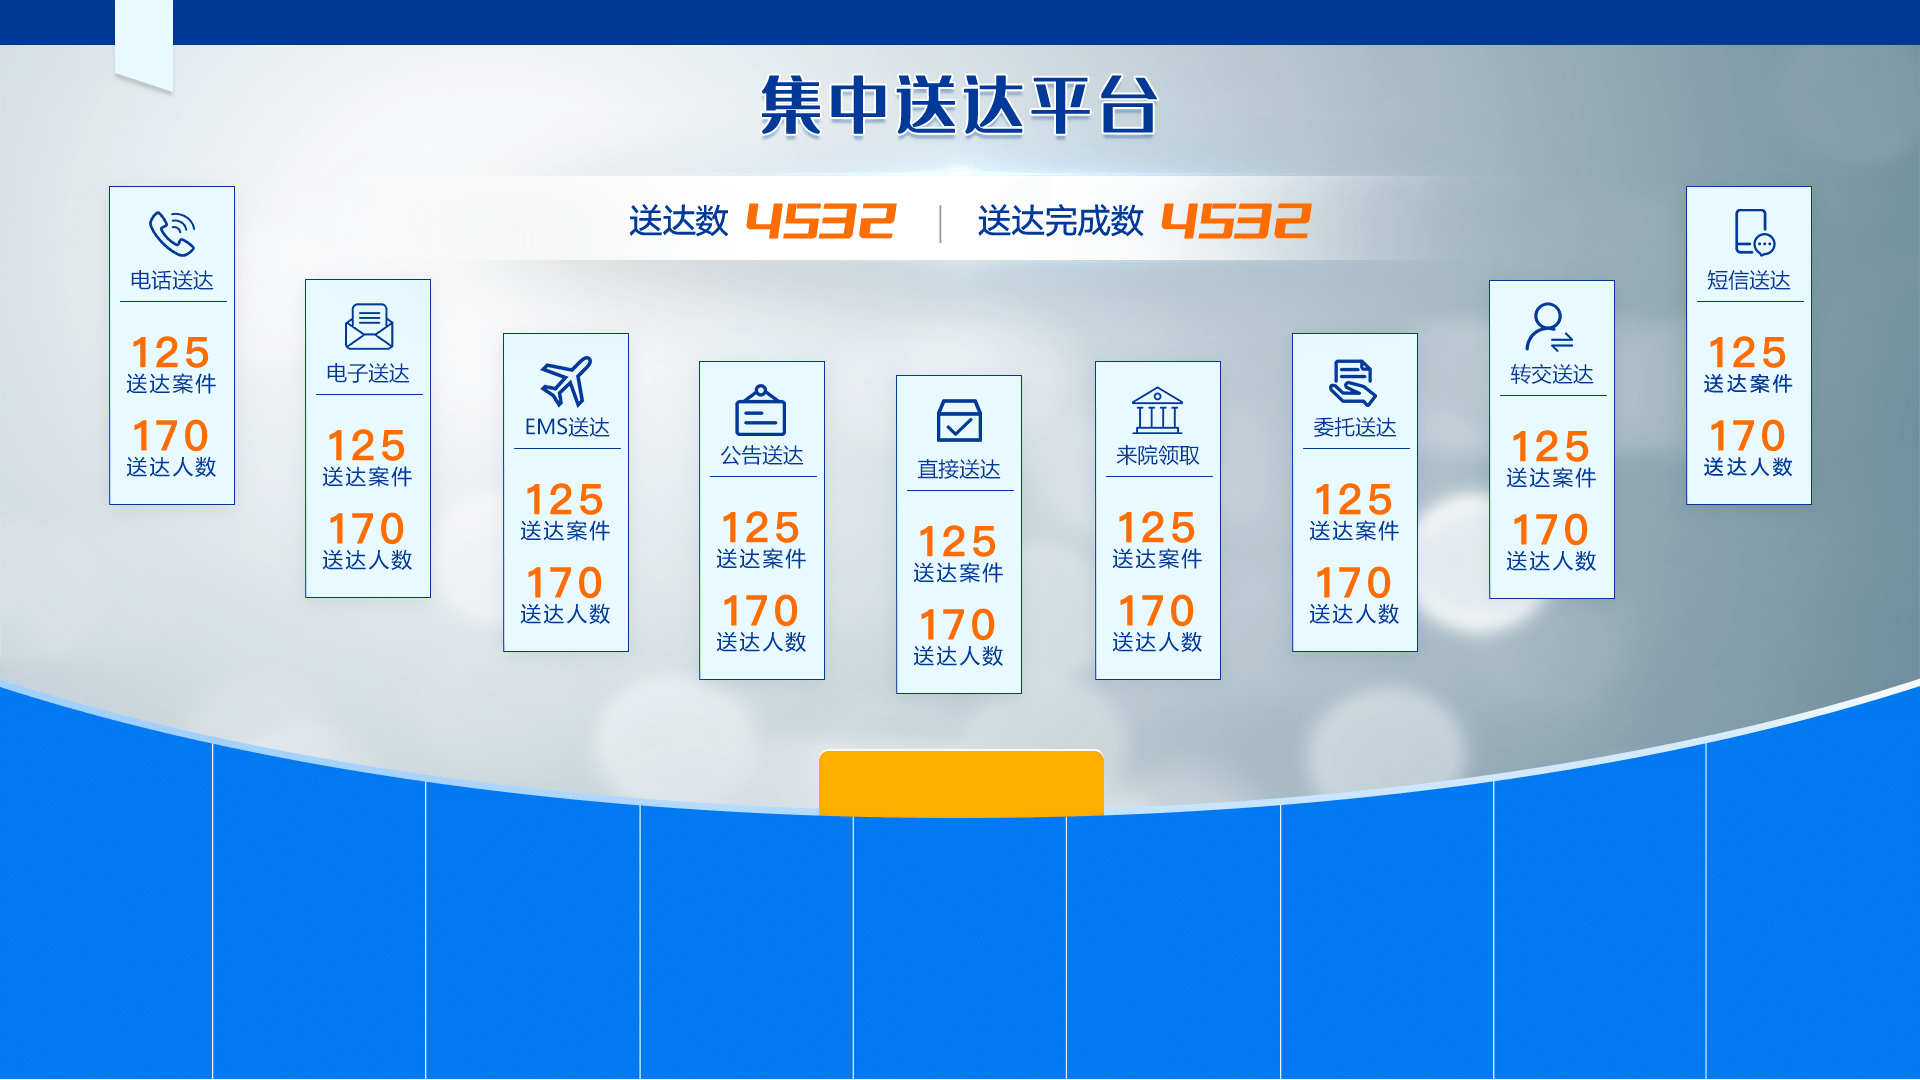 集中送达平台
送达数 4532 送达完成数 4532
电话送达
125
送达案件
170
送达人数
电子送达
125
送达案件
170
送达人数
EMS送达
125
送达案件
170
送达人数
公告送达
125
送达案件
170
送达人数
直接送达
125
送达案件
170
送达人数
来院领取
125
送达案件
170
送达人数
委托送达
125
送达案件
170
送达人数
转交送达
125
送达案件
170
送达人数
短信送达
125
送达案件
170
送达人数